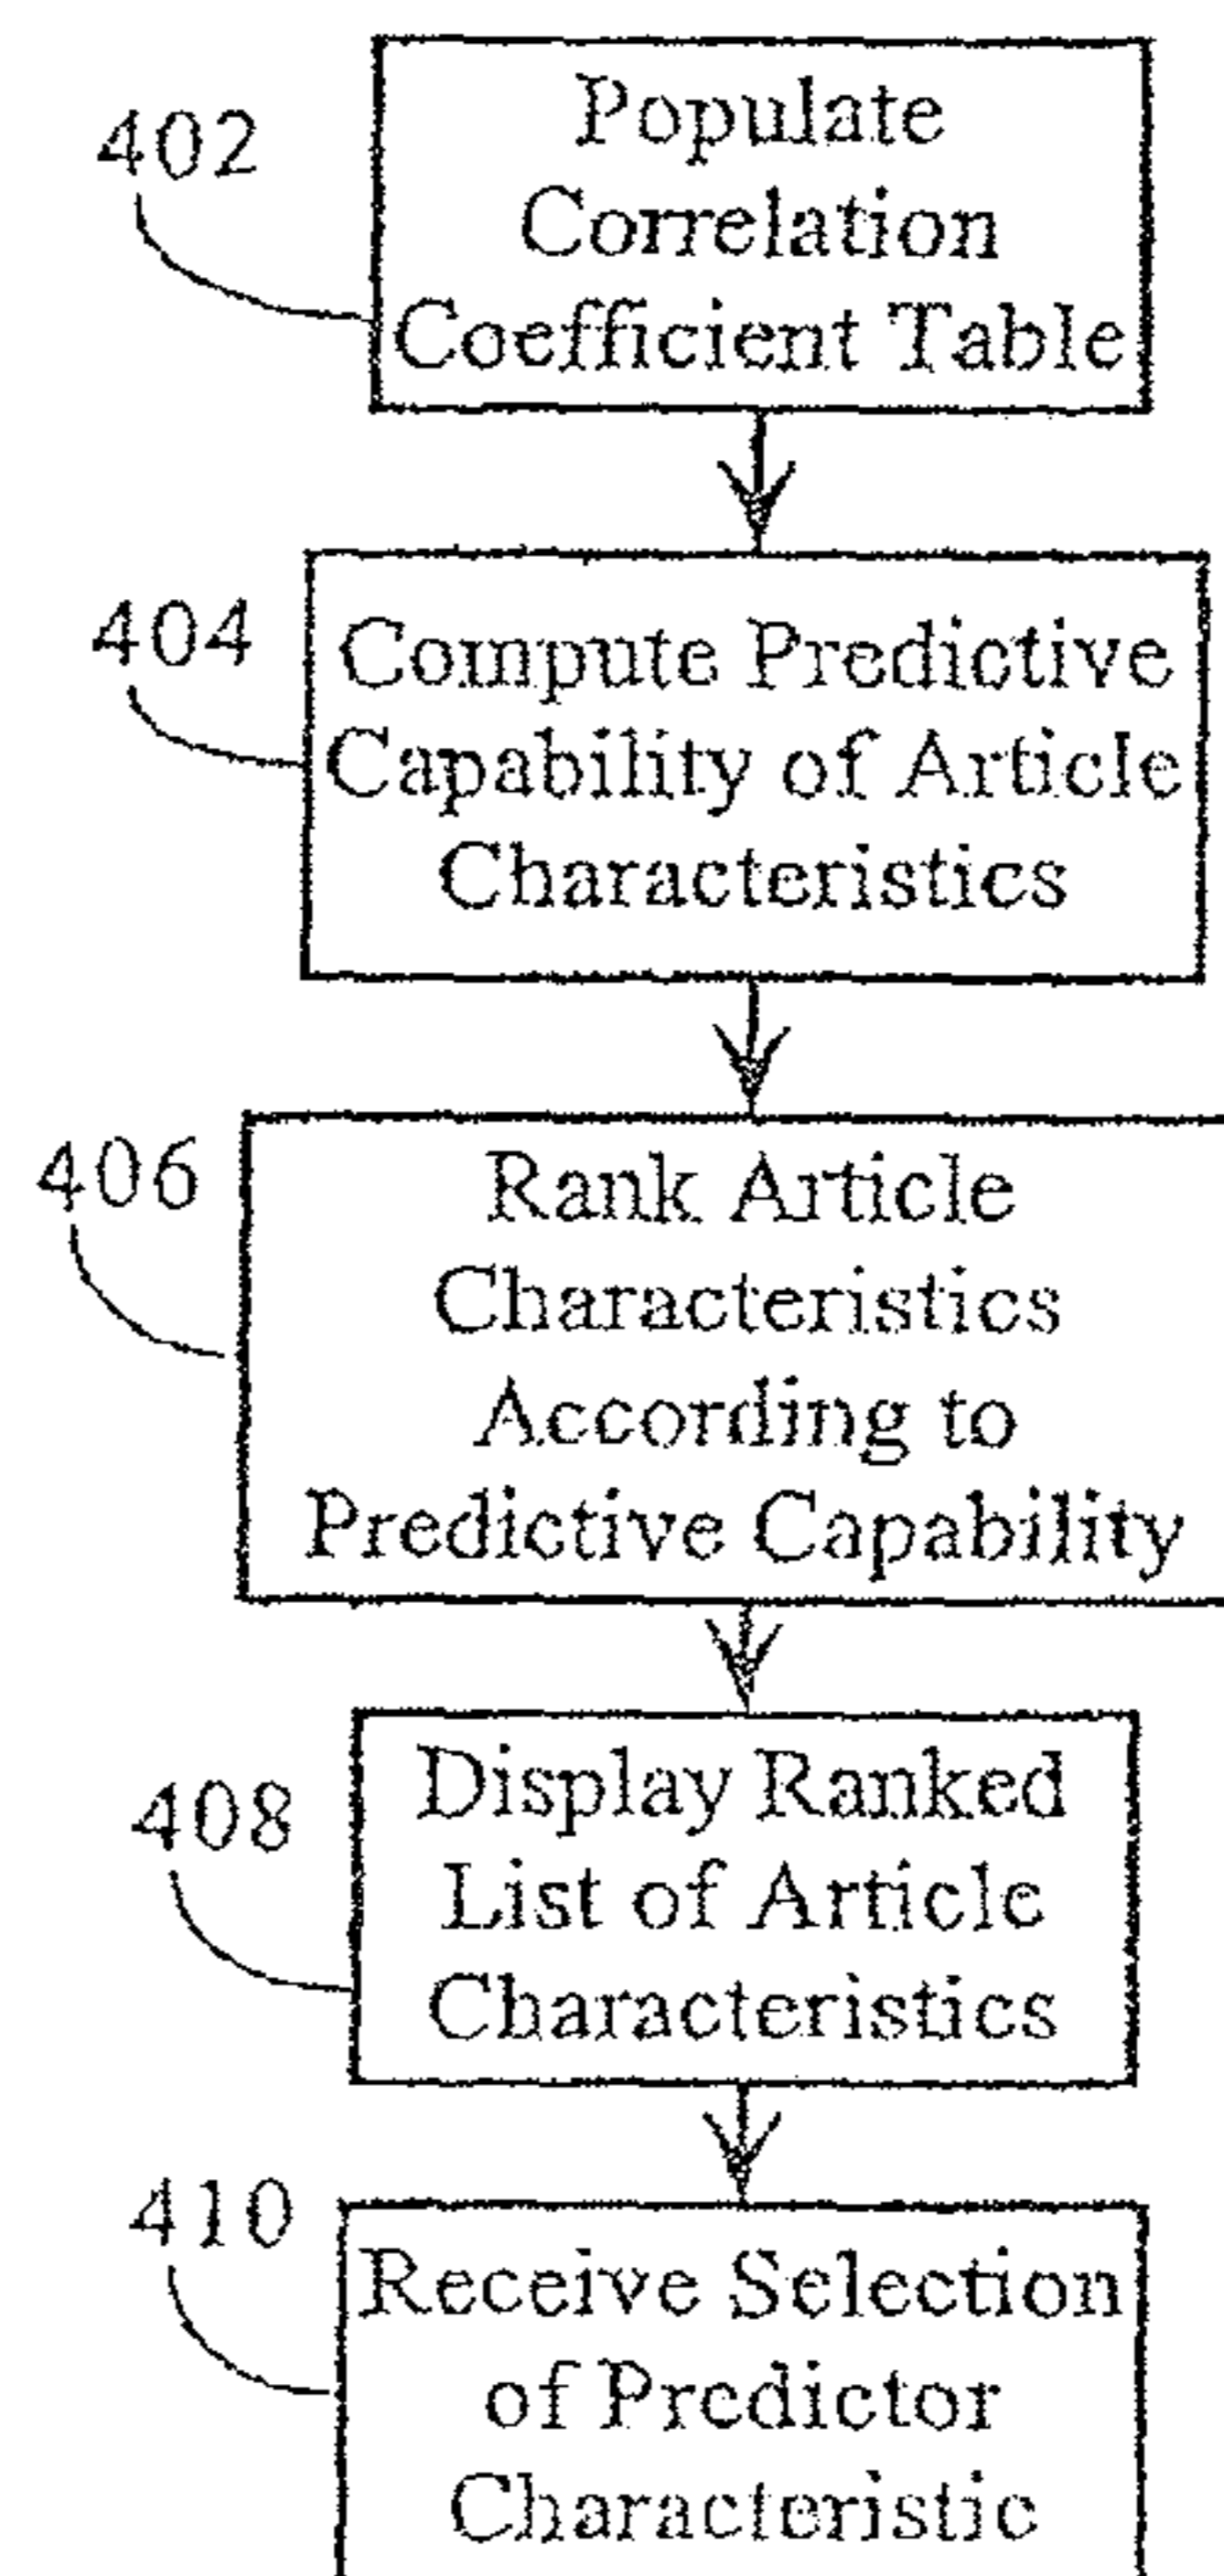 402
Populate
Correlation
Coefficient Table
404
Compute Predictive
Capability of Article
Characteristics
406
Rank Article
Characteristics
According to
Predictive Capability
408
Display Ranked
List of Article
Characteristics
410
Receive Selection
of Predictor
Characteristic